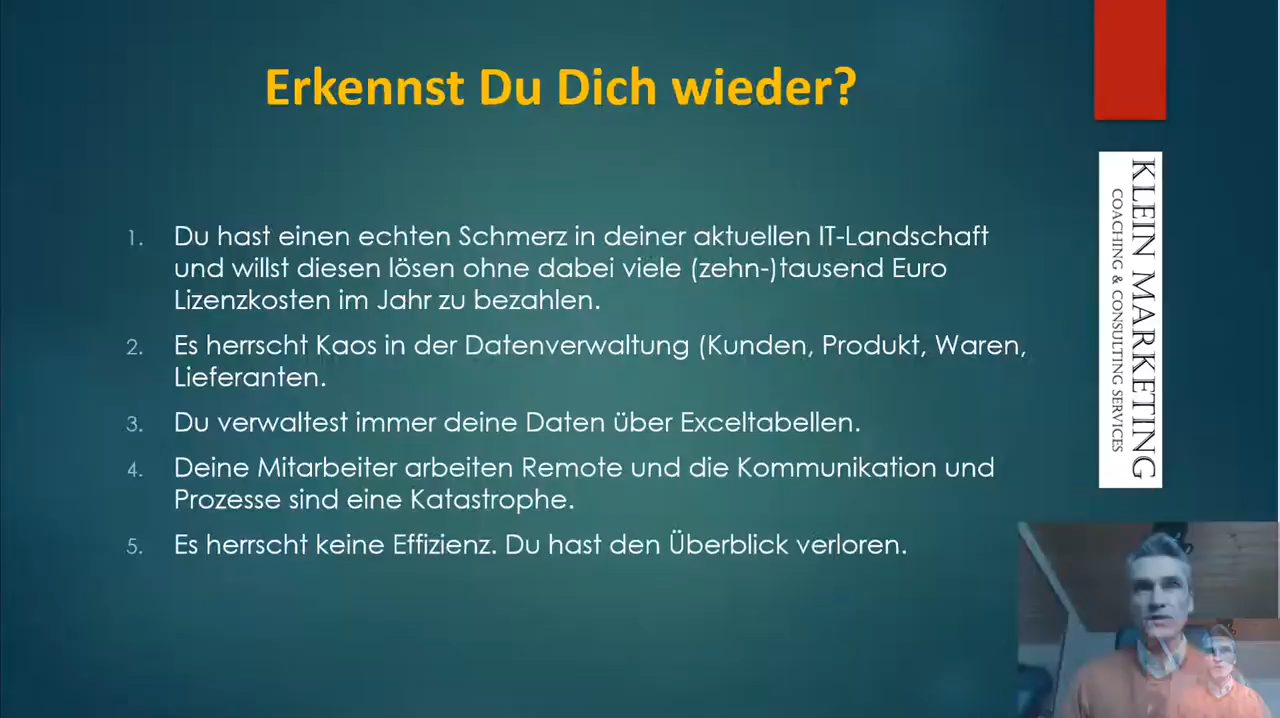 Erkennst Du Dich wieder?
1. Du hast einen echten Schmerz in deiner aktuellen IT-Landschaft
und willst diesen lösen ohne dabei viele (zehn-)tausend Euro
Lizenzkosten im Jahr zu bezahlen.
2. Es herrscht Kaos in der Datenverwaltung (Kunden, Produkt, Waren,
Lieferanten.
3. Du verwaltest immer deine Daten über Exceltabellen.
4. Deine Mitarbeiter arbeiten Remote und die Kommunikation und
Prozesse sind eine Katastrophe.
5. Es herrscht keine Effizienz. Du hast den Überblick verloren.
KLEIN MARKETING
COACHING & CONSULTING SERVICES